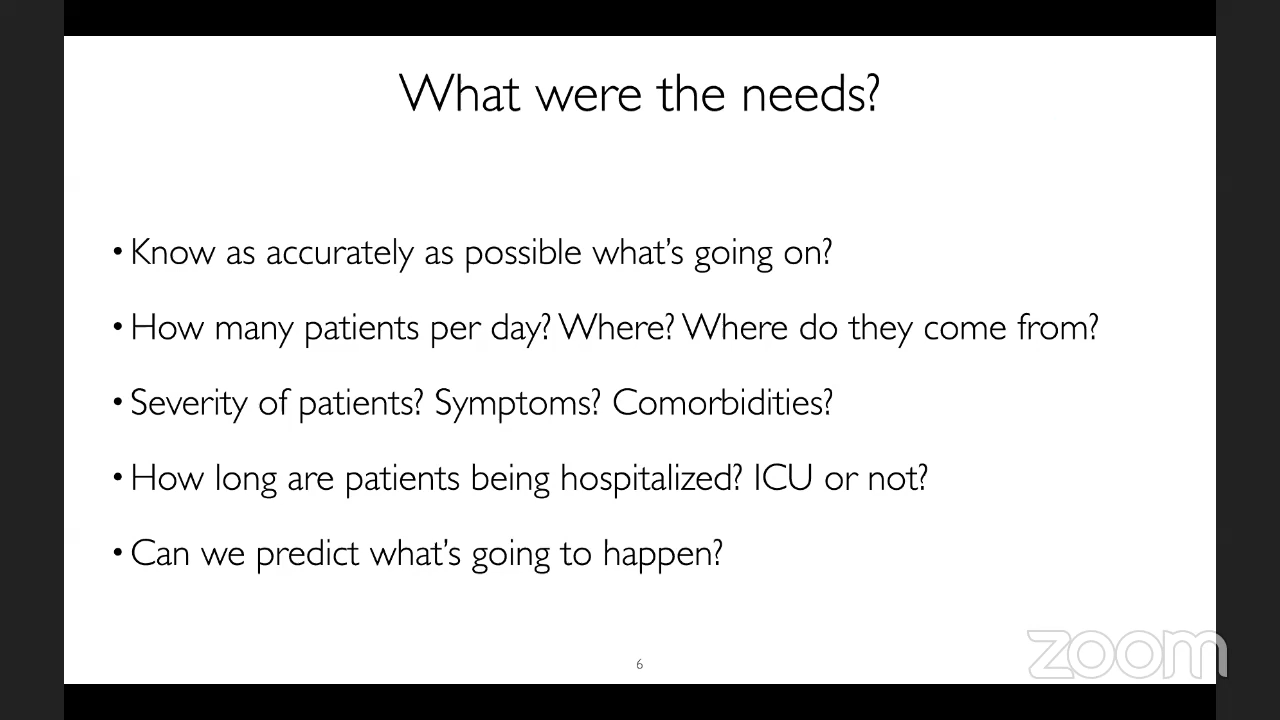 What were the needs?
• Know as accurately as possible what's going on?
• How many patients per day? Where? Where do they come from?
• Severity of patients? Symptoms? Comorbidities?
• How long are patients being hospitalized? ICU or not?
• Can we predict what's going to happen?
6
zoom